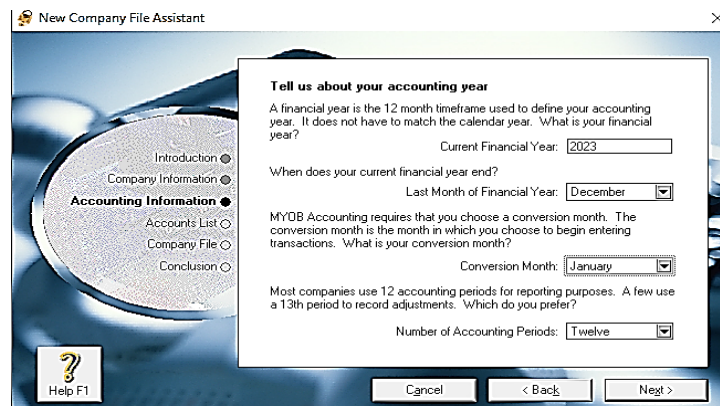 New Company File Assistant
Tell us about your accounting year
A financial year is the 12 month timeframe used to define your accounting
year. It does not have to match the calendar year. What is your financial
year?
Current Financial Year: 2023
When does your current financial year end?
Last Month of Financial Year: December
MYOB Accounting requires that you choose a conversion month. The
conversion month is the month in which you choose to begin entering
transactions. What is your conversion month?
Conversion Month: January
Most companies use 12 accounting periods for reporting purposes. A few use
a 13th period to record adjustments. Which do you prefer?
Number of Accounting Periods: Twelve
Introduction
Company Information
Accounting Information
Accounts List
Company File
Conclusion
Help F1
Cancel
< Back
Next >